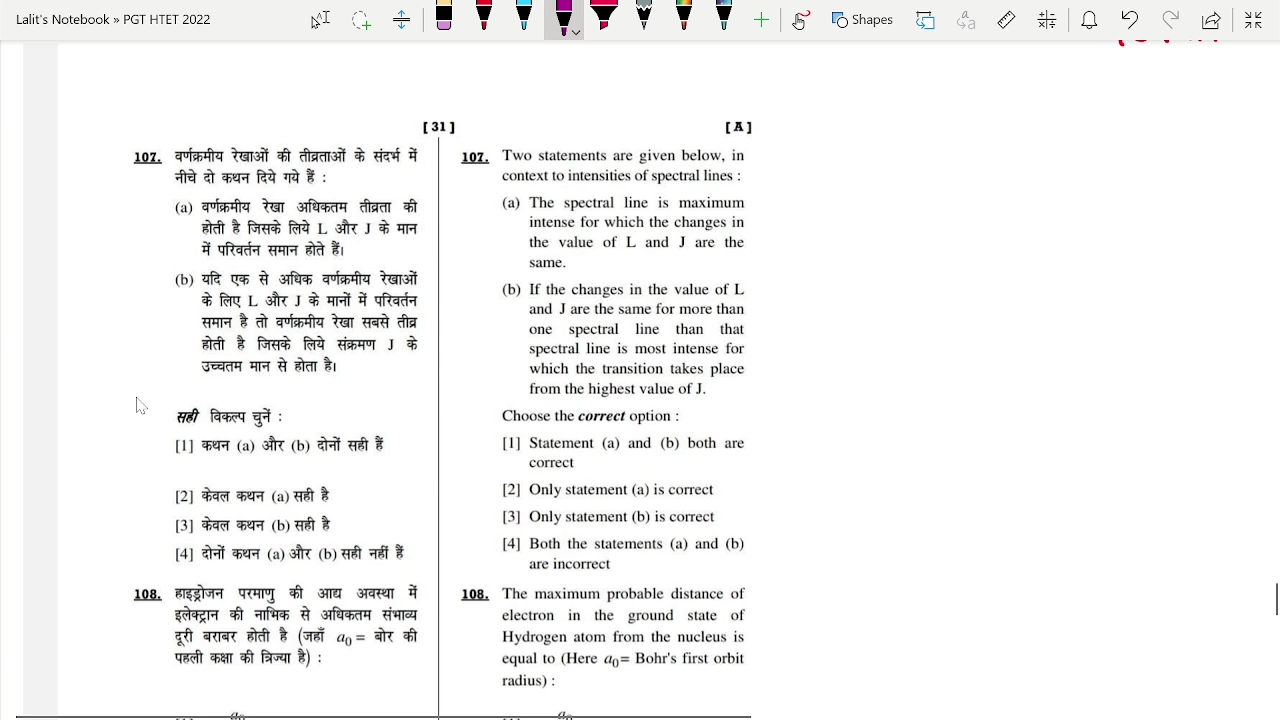 Lalit's Notebook » PGT HTET 2022
Shapes
[ 31 ]
[ A ]
107. वर्णक्रमीय रेखाओं की तीव्रताओं के संदर्भ में
नीचे दो कथन दिये गये हैं :
(a) वर्णक्रमीय रेखा अधिकतम तीव्रता की
होती है जिसके लिये L और J के मान
में परिवर्तन समान होते हैं।
(b) यदि एक से अधिक वर्णक्रमीय रेखाओं
के लिए L और J के मानों में परिवर्तन
समान है तो वर्णक्रमीय रेखा सबसे तीव्र
होती है जिसके लिये संक्रमण J के
उच्चतम मान से होता है।
सही विकल्प चुनें :
[1] कथन (a) और (b) दोनों सही हैं
[2] केवल कथन (a) सही है
[3] केवल कथन (b) सही है
[4] दोनों कथन (a) और (b) सही नहीं हैं
108. हाइड्रोजन परमाणु की आद्य अवस्था में
इलेक्ट्रान की नाभिक से अधिकतम संभाव्य
दूरी बराबर होती है (जहाँ a₀ = बोर की
पहली कक्षा की त्रिज्या है) :
107. Two statements are given below, in
context to intensities of spectral lines :
(a) The spectral line is maximum
intense for which the changes in
the value of L and J are the
same.
(b) If the changes in the value of L
and J are the same for more than
one spectral line than that
spectral line is most intense for
which the transition takes place
from the highest value of J.
Choose the correct option :
[1] Statement (a) and (b) both are
correct
[2] Only statement (a) is correct
[3] Only statement (b) is correct
[4] Both the statements (a) and (b)
are incorrect
108. The maximum probable distance of
electron in the ground state of
Hydrogen atom from the nucleus is
equal to (Here a₀= Bohr's first orbit
radius) :